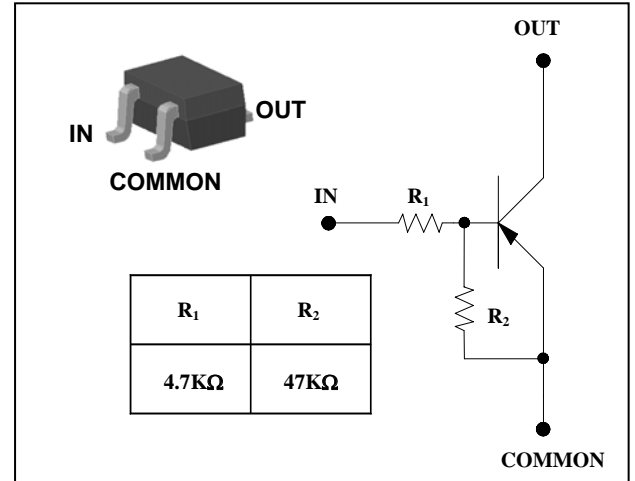 OUT
OUT
IN
COMMON
IN
R₁
R₂
R₁
R₂
4.7KΩ
47KΩ
COMMON